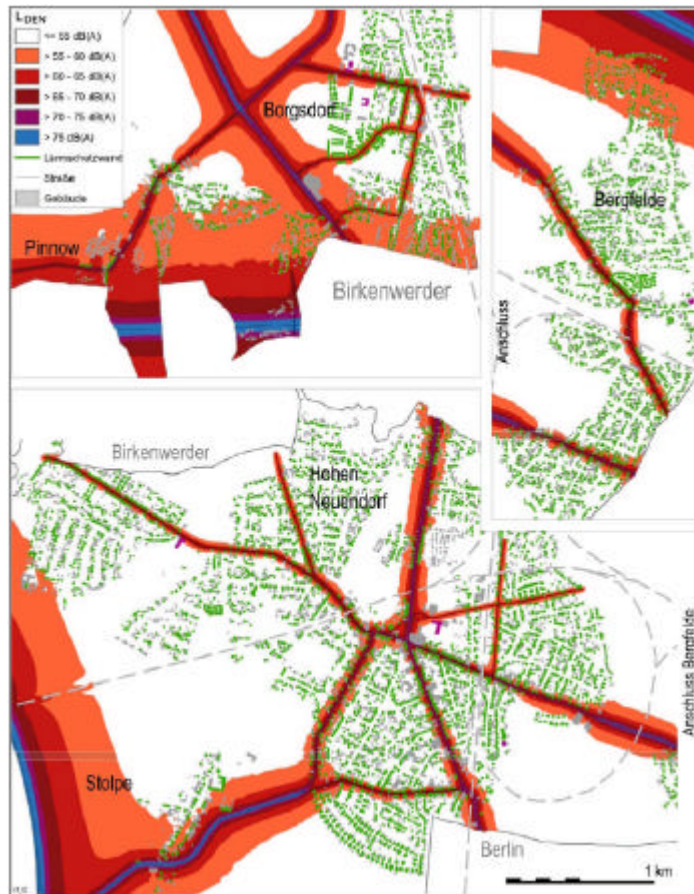 LDEN
<= 55 dB(A)
> 55 - 60 dB(A)
> 60 - 65 dB(A)
> 65 - 70 dB(A)
> 70 - 75 dB(A)
> 75 dB(A)
Lärmschutzwand
Straße
Gebäude
Borgsdorf
Pinnow
Birkenwerder
Bergfelde
Anschluss
Birkenwerder
Hohen
Neuendorf
Anschluss Bergfelde
Stolpe
Berlin
1 km